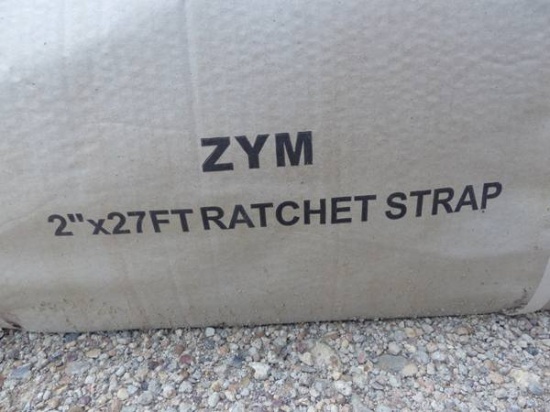 ZYM
2"x27FT RATCHET STRAP